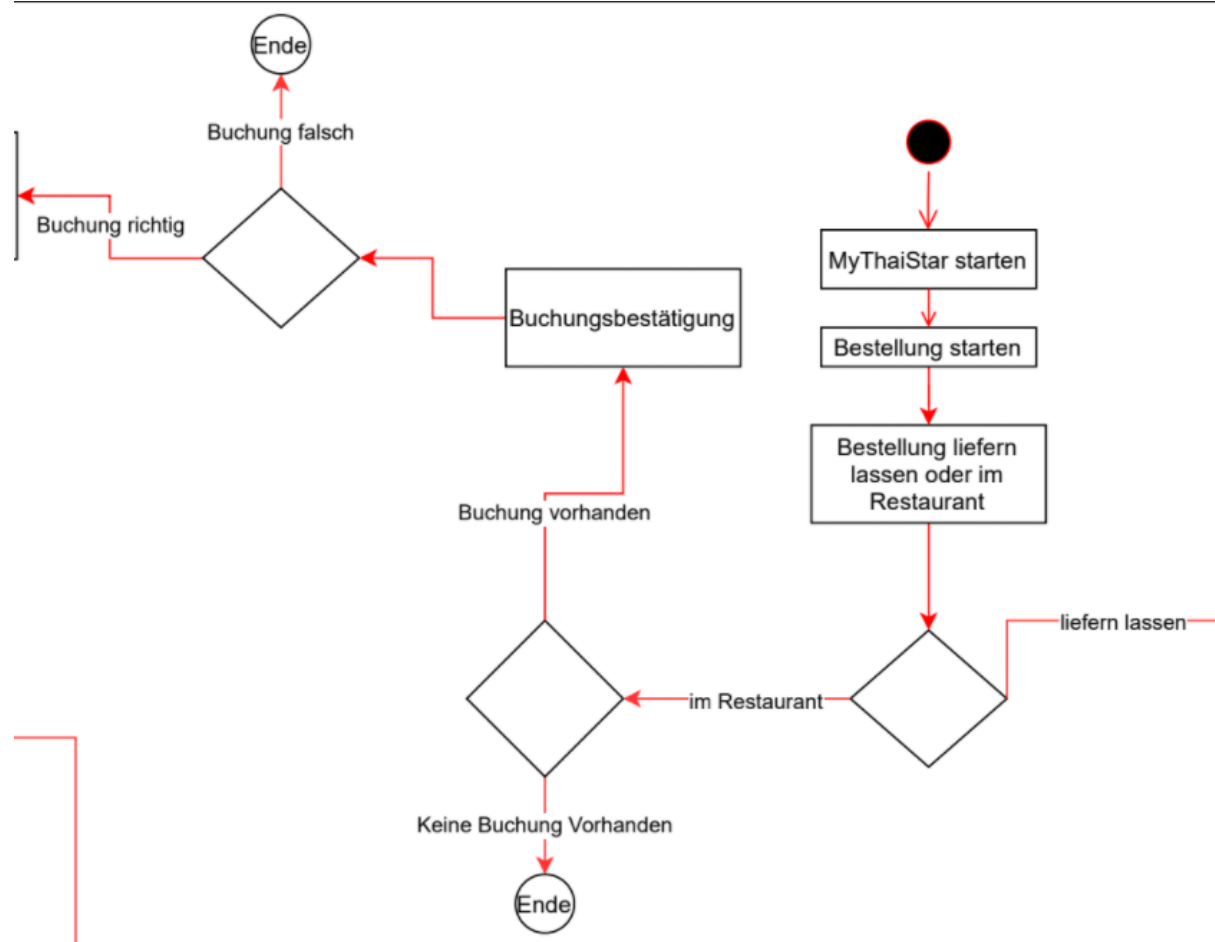 Ende
Buchung falsch
Buchung richtig
MyThaiStar starten
Buchungsbestätigung
Bestellung starten
Bestellung liefern
lassen oder im
Restaurant
Buchung vorhanden
liefern lassen
im Restaurant
Keine Buchung Vorhanden
Ende